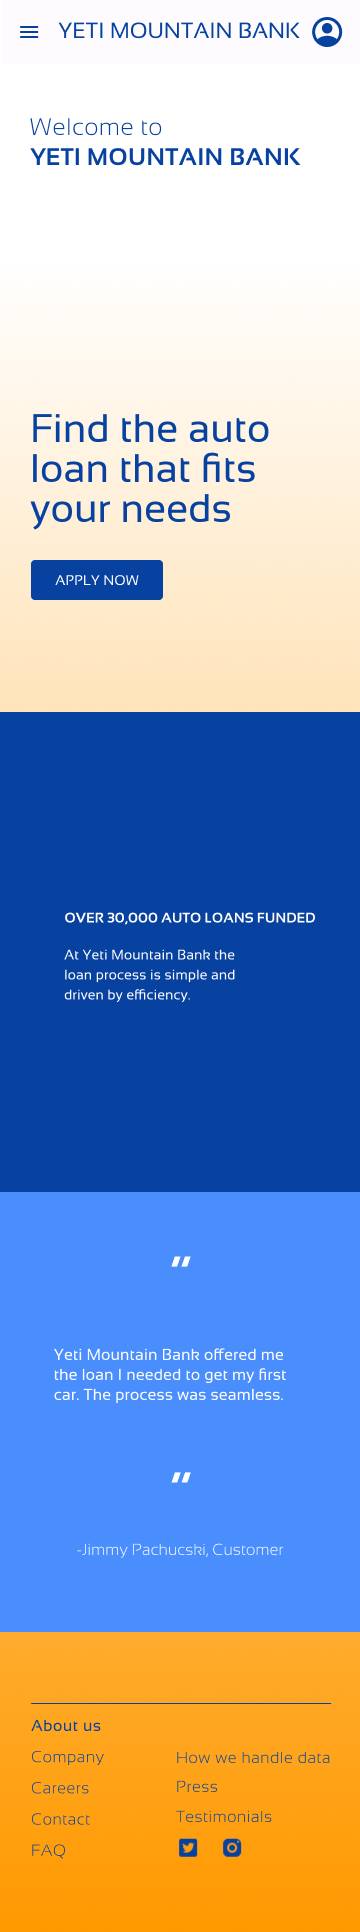 YETI MOUNTAIN BANK
Welcome to
YETI MOUNTAIN BANK
Find the auto
loan that fits
your needs
APPLY NOW
OVER 30,000 AUTO LOANS FUNDED
At Yeti Mountain Bank the
loan process is simple and
driven by efficiency.
"
Yeti Mountain Bank offered me
the loan I needed to get my first
car. The process was seamless.
"
-Jimmy Pachucski, Customer
About us
Company
Careers
Contact
FAQ
How we handle data
Press
Testimonials